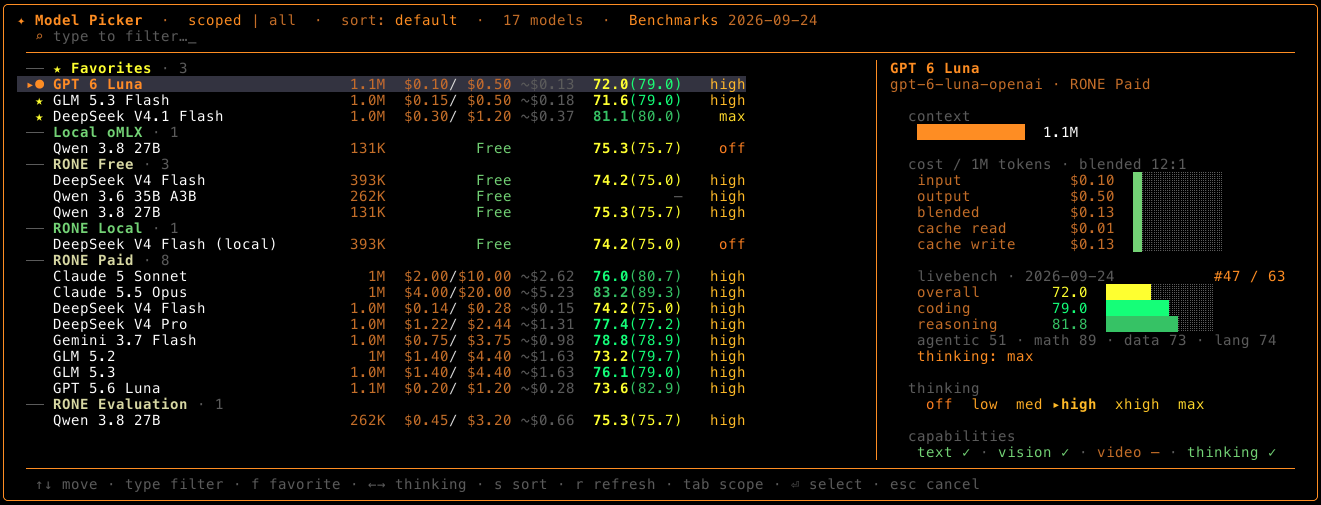 ✦ Model Picker · scoped | all · sort: default · 17 models · Benchmarks 2026-09-24
⌕ type to filter…_
── ★ Favorites · 3
▸● GPT 6 Luna 1.1M $0.10/ $0.50 ~$0.13 72.0(79.0) high
★ GLM 5.3 Flash 1.0M $0.15/ $0.50 ~$0.18 71.6(79.0) high
★ DeepSeek V4.1 Flash 1.0M $0.30/ $1.20 ~$0.37 81.1(80.0) max
── Local oMLX · 1
Qwen 3.8 27B 131K Free 75.3(75.7) off
── RONE Free · 3
DeepSeek V4 Flash 393K Free 74.2(75.0) high
Qwen 3.6 35B A3B 262K Free — high
Qwen 3.8 27B 131K Free 75.3(75.7) high
── RONE Local · 1
DeepSeek V4 Flash (local) 393K Free 74.2(75.0) off
── RONE Paid · 8
Claude 5 Sonnet 1M $2.00/$10.00 ~$2.62 76.0(80.7) high
Claude 5.5 Opus 1M $4.00/$20.00 ~$5.23 83.2(89.3) high
DeepSeek V4 Flash 1.0M $0.14/ $0.28 ~$0.15 74.2(75.0) high
DeepSeek V4 Pro 1.0M $1.22/ $2.44 ~$1.31 77.4(77.2) high
Gemini 3.7 Flash 1.0M $0.75/ $3.75 ~$0.98 78.8(78.9) high
GLM 5.2 1M $1.40/ $4.40 ~$1.63 73.2(79.7) high
GLM 5.3 1.0M $1.40/ $4.40 ~$1.63 76.1(79.0) high
GPT 5.6 Luna 1.1M $0.20/ $1.20 ~$0.28 73.6(82.9) high
── RONE Evaluation · 1
Qwen 3.8 27B 262K $0.45/ $3.20 ~$0.66 75.3(75.7) high
GPT 6 Luna
gpt-6-luna-openai · RONE Paid
context
1.1M
cost / 1M tokens · blended 12:1
input $0.10
output $0.50
blended $0.13
cache read $0.01
cache write $0.13
livebench · 2026-09-24 #47 / 63
overall 72.0
coding 79.0
reasoning 81.8
agentic 51 · math 89 · data 73 · lang 74
thinking: max
thinking
off low med ▸high xhigh max
capabilities
text ✓ · vision ✓ · video — · thinking ✓
↑↓ move · type filter · f favorite · ←→ thinking · s sort · r refresh · tab scope · ⏎ select · esc cancel